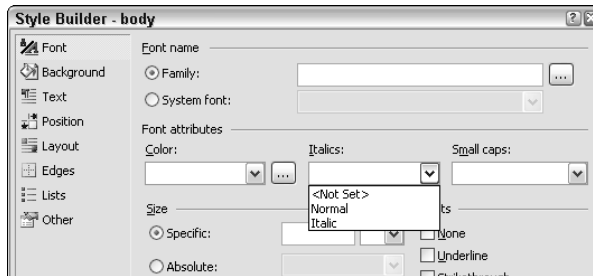 Style Builder - body
Font
Background
Text
Position
Layout
Edges
Lists
Other
Font name
Family:
...
System font:
Font attributes
Color:
Italics:
Small caps:
...
<Not Set>
Normal
Italic
Size
Specific:
None
Underline
Absolute: